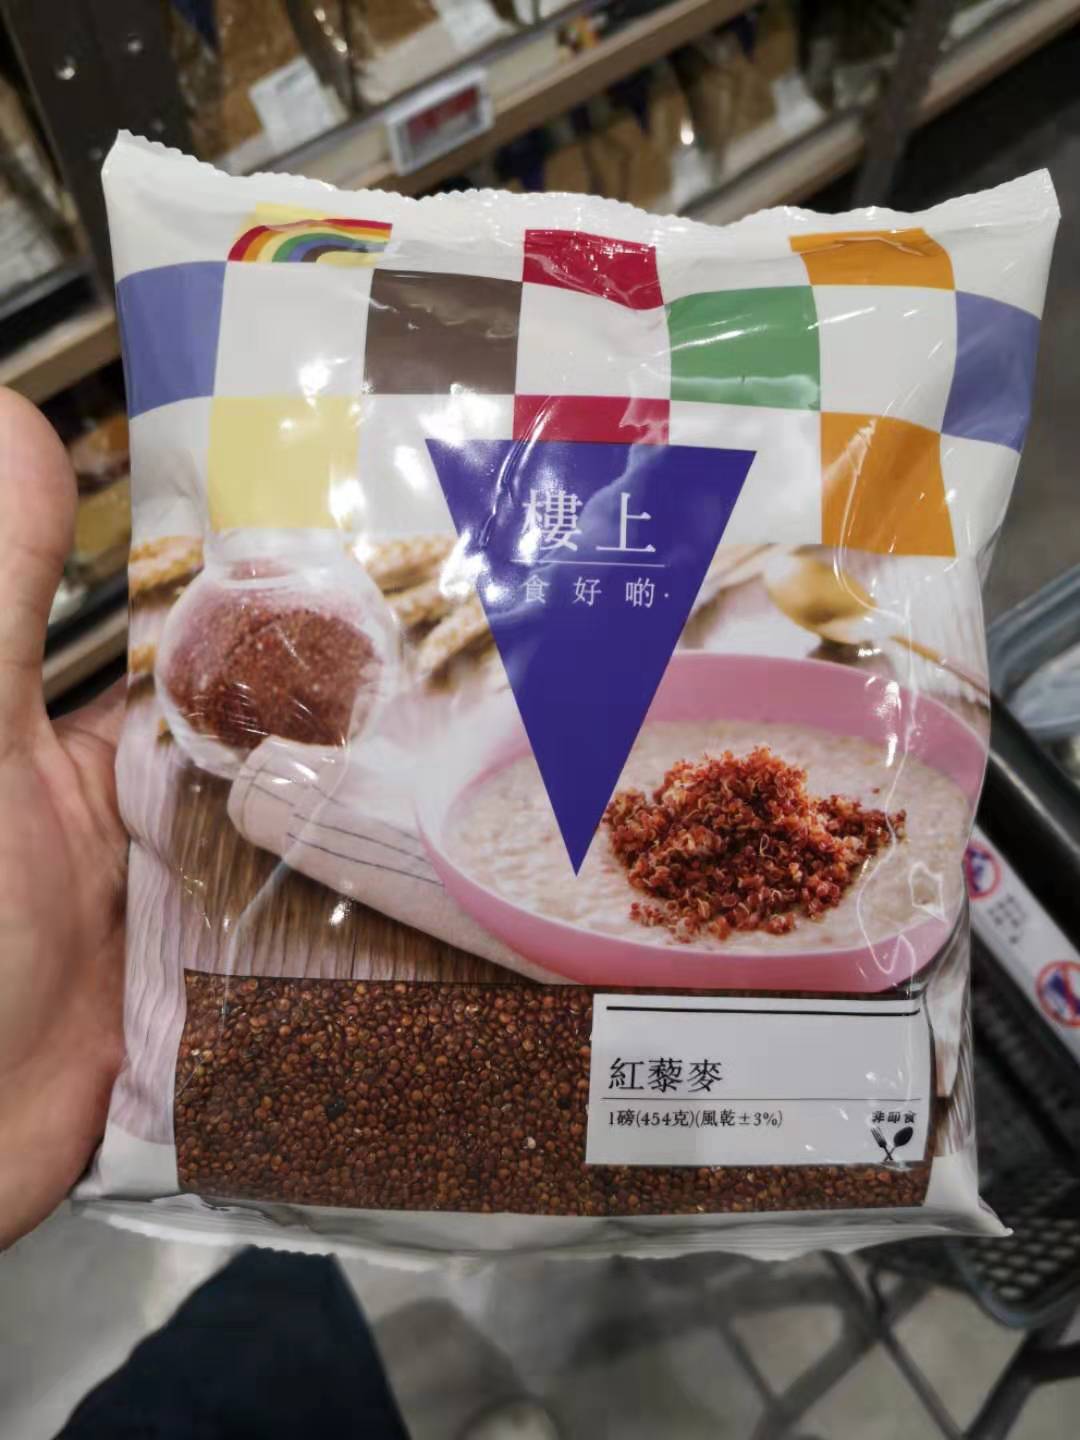 樓上
食好啲·
紅藜麥
1磅(454克)(風乾±3%)
非即食